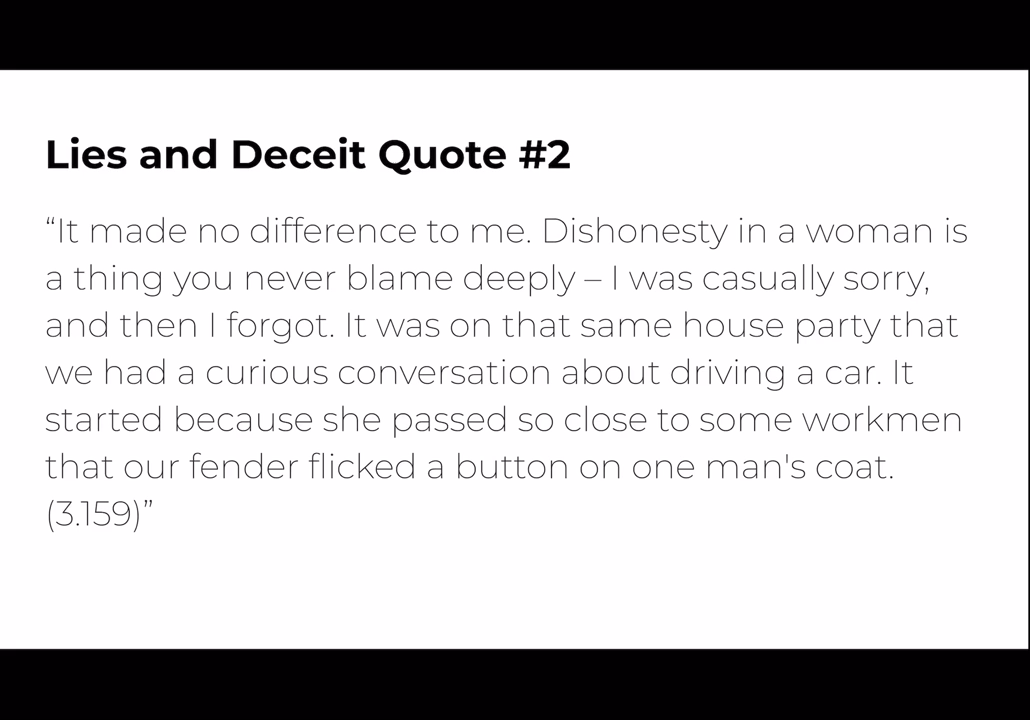 Lies and Deceit Quote #2
“It made no difference to me. Dishonesty in a woman is
a thing you never blame deeply – I was casually sorry,
and then I forgot. It was on that same house party that
we had a curious conversation about driving a car. It
started because she passed so close to some workmen
that our fender flicked a button on one man's coat.
(3.159)”